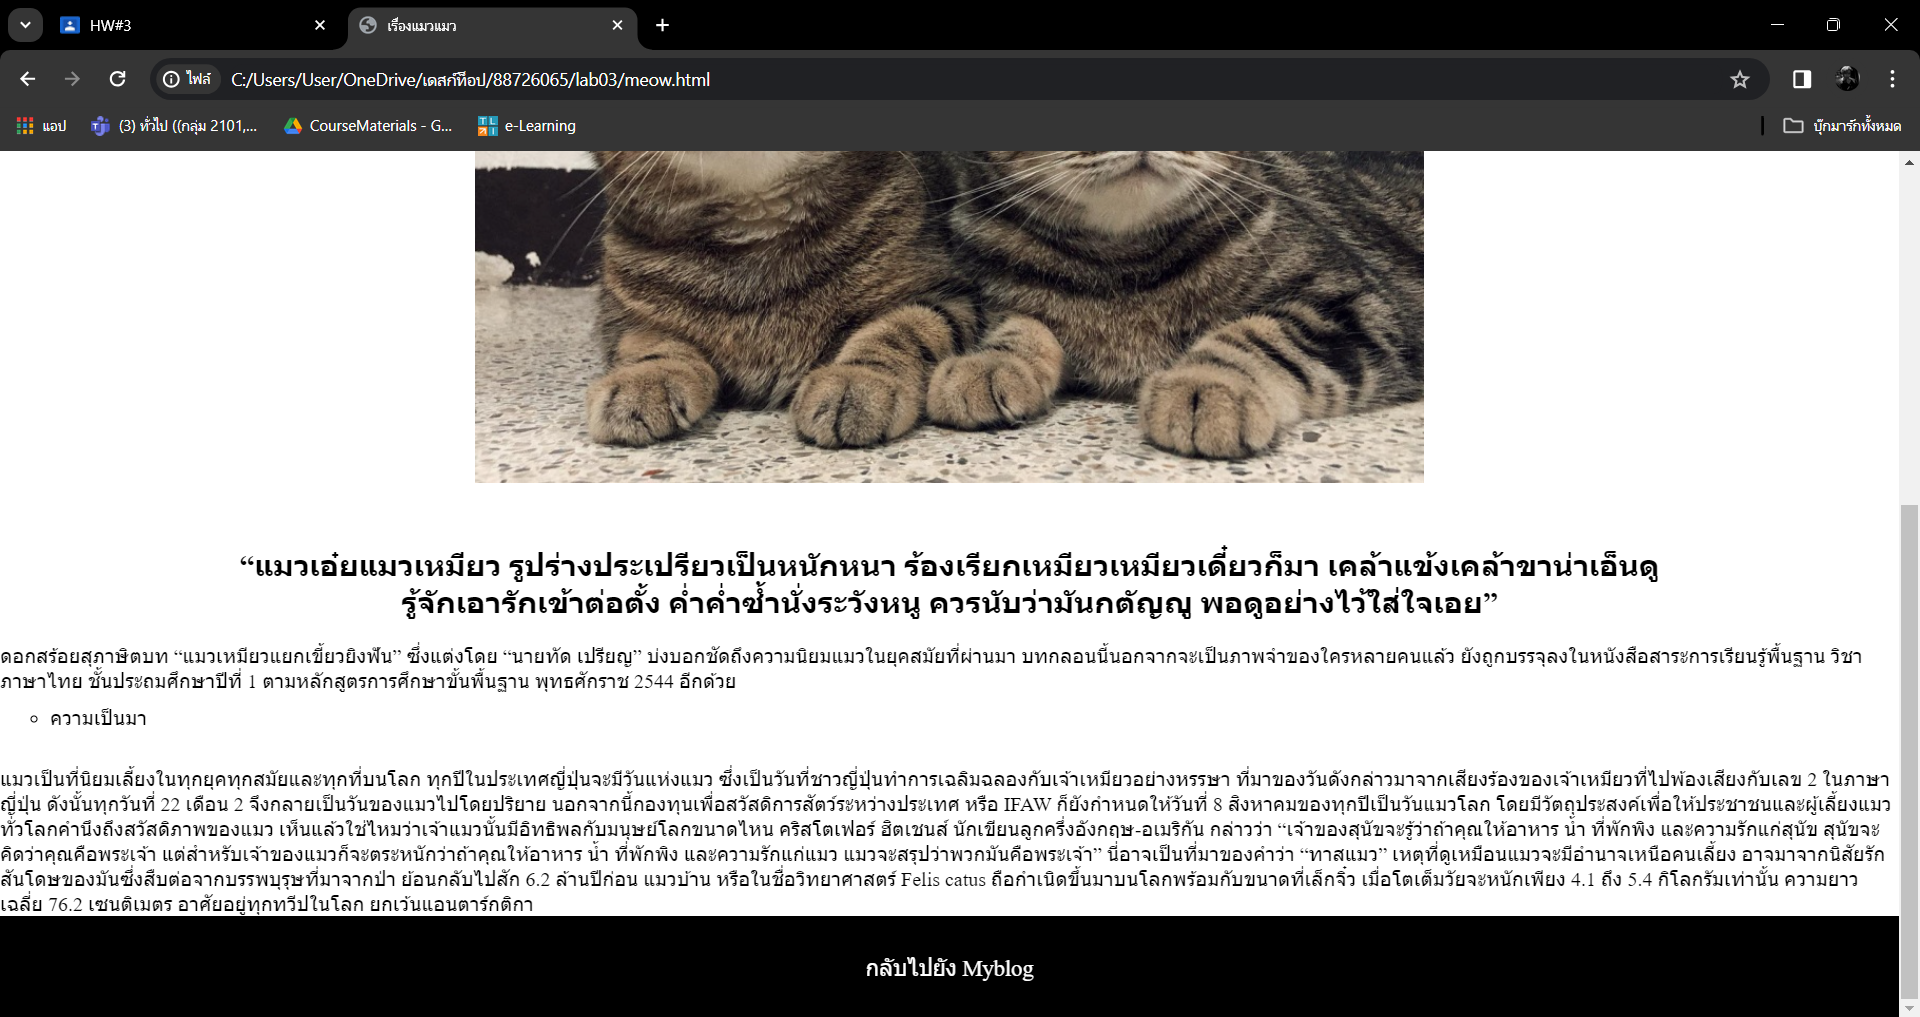 HW#3
เรื่องแมวแมว
ไฟล์ C:/Users/User/OneDrive/เดสก์ท็อป/88726065/lab03/meow.html
แอป (3) ทั่วไป ((กลุ่ม 2101,... CourseMaterials - G... e-Learning บุ๊กมาร์กทั้งหมด
“แมวเอ๋ยแมวเหมียว รูปร่างประเปรียวเป็นหนักหนา ร้องเรียกเหมียวเหมียวเดี๋ยวก็มา เคล้าแข้งเคล้าขาน่าเอ็นดู
รู้จักเอารักเข้าต่อตั้ง ค่ำค่ำซ้ำนั่งระวังหนู ควรนับว่ามันกตัญญู พอดูอย่างไว้ใส่ใจเอย”
ดอกสร้อยสุภาษิตบท “แมวเหมียวแยกเขี้ยวยิงฟัน” ซึ่งแต่งโดย “นายทัด เปรียญ” บ่งบอกชัดถึงความนิยมแมวในยุคสมัยที่ผ่านมา บทกลอนนี้นอกจากจะเป็นภาพจำของใครหลายคนแล้ว ยังถูกบรรจุลงในหนังสือสาระการเรียนรู้พื้นฐาน วิชา
ภาษาไทย ชั้นประถมศึกษาปีที่ 1 ตามหลักสูตรการศึกษาขั้นพื้นฐาน พุทธศักราช 2544 อีกด้วย
ความเป็นมา
แมวเป็นที่นิยมเลี้ยงในทุกยุคทุกสมัยและทุกที่บนโลก ทุกปีในประเทศญี่ปุ่นจะมีวันแห่งแมว ซึ่งเป็นวันที่ชาวญี่ปุ่นทำการเฉลิมฉลองกับเจ้าเหมียวอย่างหรรษา ที่มาของวันดังกล่าวมาจากเสียงร้องของเจ้าเหมียวที่ไปพ้องเสียงกับเลข 2 ในภาษา
ญี่ปุ่น ดังนั้นทุกวันที่ 22 เดือน 2 จึงกลายเป็นวันของแมวไปโดยปริยาย นอกจากนี้กองทุนเพื่อสวัสดิการสัตว์ระหว่างประเทศ หรือ IFAW ก็ยังกำหนดให้วันที่ 8 สิงหาคมของทุกปีเป็นวันแมวโลก โดยมีวัตถุประสงค์เพื่อให้ประชาชนและผู้เลี้ยงแมว
ทั่วโลกคำนึงถึงสวัสดิภาพของแมว เห็นแล้วใช่ไหมว่าเจ้าแมวนั้นมีอิทธิพลกับมนุษย์โลกขนาดไหน คริสโตเฟอร์ ฮิตเชนส์ นักเขียนลูกครึ่งอังกฤษ-อเมริกัน กล่าวว่า “เจ้าของสุนัขจะรู้ว่าถ้าคุณให้อาหาร น้ำ ที่พักพิง และความรักแก่สุนัข สุนัขจะ
คิดว่าคุณคือพระเจ้า แต่สำหรับเจ้าของแมวก็จะตระหนักว่าถ้าคุณให้อาหาร น้ำ ที่พักพิง และความรักแก่แมว แมวจะสรุปว่าพวกมันคือพระเจ้า” นี่อาจเป็นที่มาของคำว่า “ทาสแมว” เหตุที่ดูเหมือนแมวจะมีอำนาจเหนือคนเลี้ยง อาจมาจากนิสัยรัก
สันโดษของมันซึ่งสืบต่อจากบรรพบุรุษที่มาจากป่า ย้อนกลับไปสัก 6.2 ล้านปีก่อน แมวบ้าน หรือในชื่อวิทยาศาสตร์ Felis catus ถือกำเนิดขึ้นมาบนโลกพร้อมกับขนาดที่เล็กจิ๋ว เมื่อโตเต็มวัยจะหนักเพียง 4.1 ถึง 5.4 กิโลกรัมเท่านั้น ความยาว
เฉลี่ย 76.2 เซนติเมตร อาศัยอยู่ทุกทวีปในโลก ยกเว้นแอนตาร์กติกา
กลับไปยัง Myblog